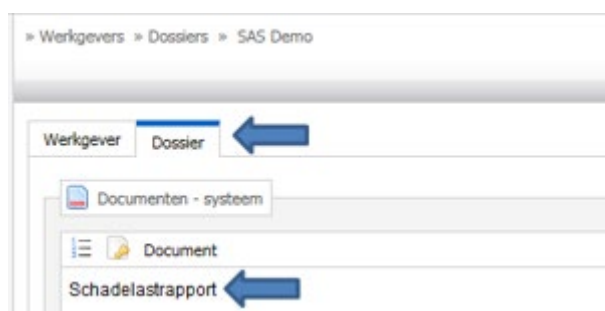 » Werkgevers » Dossiers » SAS Demo
Werkgever Dossier
Documenten - systeem
Document
Schadelastrapport